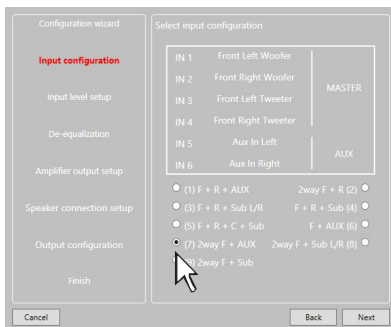 Configuration wizard
Input configuration
Input level setup
De-equalization
Amplifier output setup
Speaker connection setup
Output configuration
Finish
Select input configuration
IN 1 Front Left Woofer
IN 2 Front Right Woofer
IN 3 Front Left Tweeter
IN 4 Front Right Tweeter
MASTER
IN 5 Aux In Left
IN 6 Aux In Right
AUX
(1) F + R + AUX 2way F + R (2)
(3) F + R + Sub L/R F + R + Sub (4)
(5) F + R + C + Sub F + AUX (6)
(7) 2way F + AUX 2way F + Sub L/R (8)
2way F + Sub
Cancel Back Next